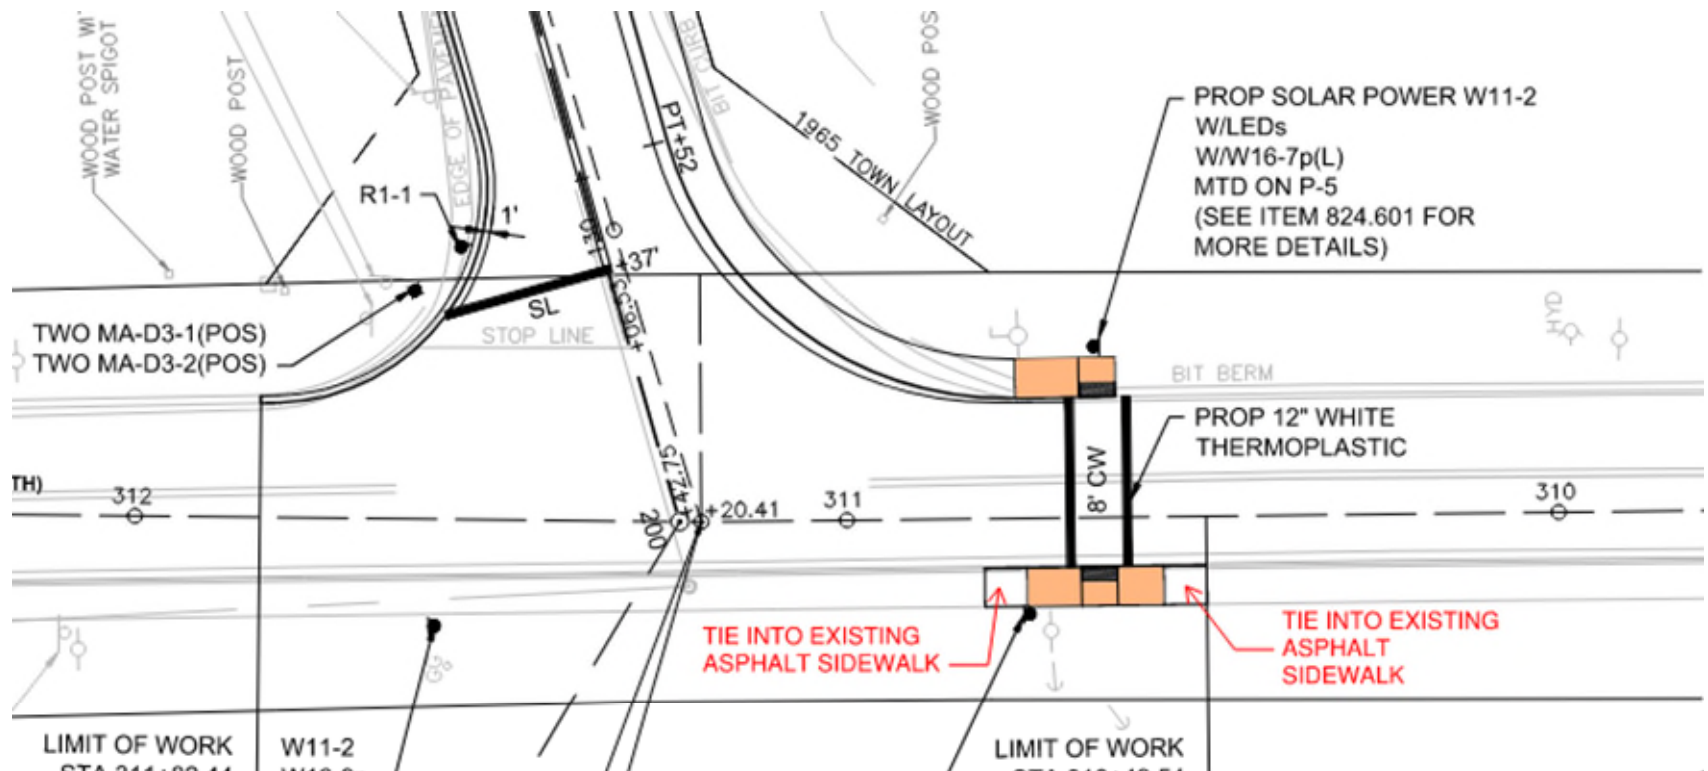 WOOD POST
WATER SPIGOT
WOOD POST
EDGE OF
R1-1
1'
BIT CURB
PT+52
1965 TOWN LAYOUT
WOOD POS
PROP SOLAR POWER W11-2
W/LEDs
W/W16-7p(L)
MTD ON P-5
(SEE ITEM 824.601 FOR
MORE DETAILS)
+37'
SL
STOP LINE
TWO MA-D3-1(POS)
TWO MA-D3-2(POS)
HYD
BIT BERM
PROP 12" WHITE
THERMOPLASTIC
8' CW
TH)
312
200
+20.41
311
310
TIE INTO EXISTING
ASPHALT SIDEWALK
TIE INTO EXISTING
ASPHALT
SIDEWALK
GG
LIMIT OF WORK
W11-2
LIMIT OF WORK